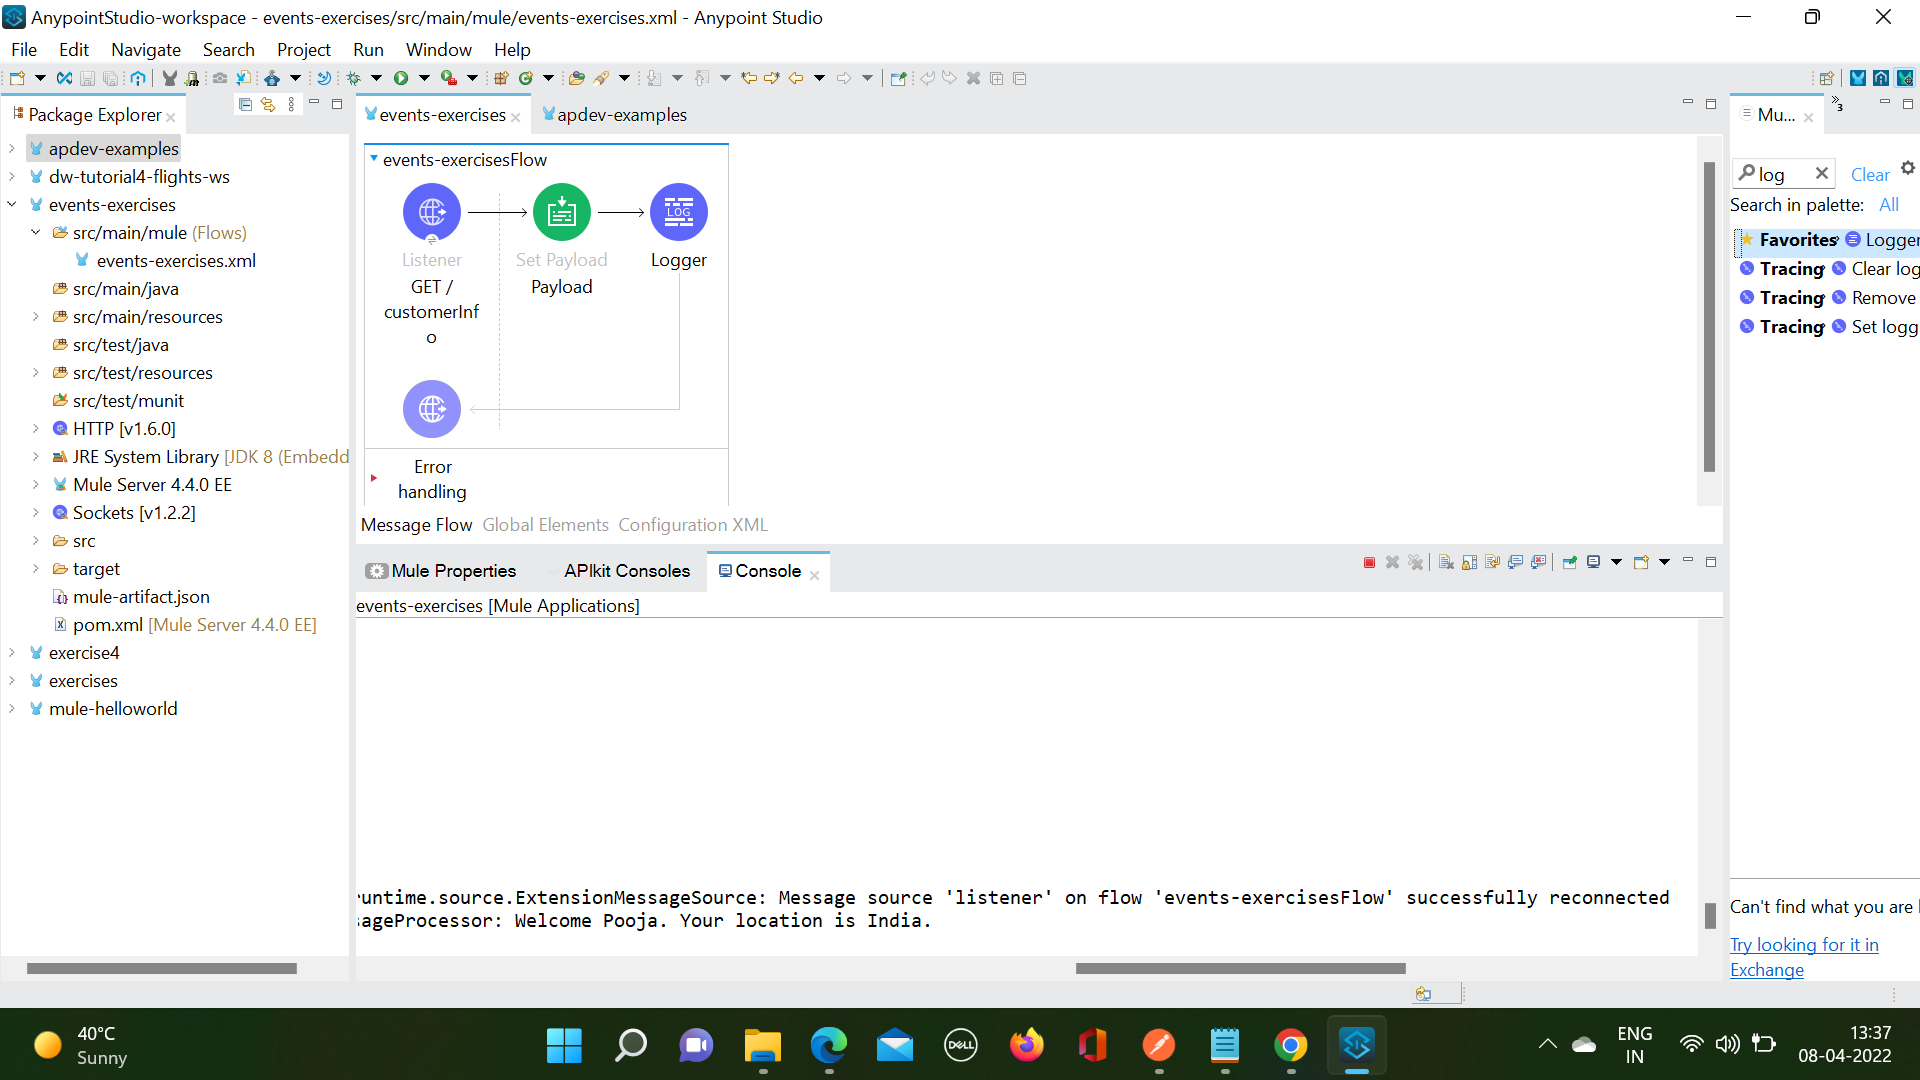 AnypointStudio-workspace - events-exercises/src/main/mule/events-exercises.xml - Anypoint Studio
File Edit Navigate Search Project Run Window Help
Package Explorer
apdev-examples
dw-tutorial4-flights-ws
events-exercises
src/main/mule (Flows)
events-exercises.xml
src/main/java
src/main/resources
src/test/java
src/test/resources
src/test/munit
HTTP [v1.6.0]
JRE System Library [JDK 8 (Embedd
Mule Server 4.4.0 EE
Sockets [v1.2.2]
src
target
mule-artifact.json
pom.xml [Mule Server 4.4.0 EE]
exercise4
exercises
mule-helloworld
events-exercises apdev-examples
events-exercisesFlow
LOG
Listener Set Payload Logger
GET / Payload
customerInf
o
Error
handling
Message Flow Global Elements Configuration XML
Mule Properties APIkit Consoles Console
events-exercises [Mule Applications]
untime.source.ExtensionMessageSource: Message source 'listener' on flow 'events-exercisesFlow' successfully reconnected
ageProcessor: Welcome Pooja. Your location is India.
Mu... 3
log Clear
Search in palette: All
Favorites Logger
Tracing Clear log
Tracing Remove
Tracing Set logg
Can't find what you are l
Try looking for it in
Exchange
40°C
Sunny
DELL
ENG
IN
13:37
08-04-2022